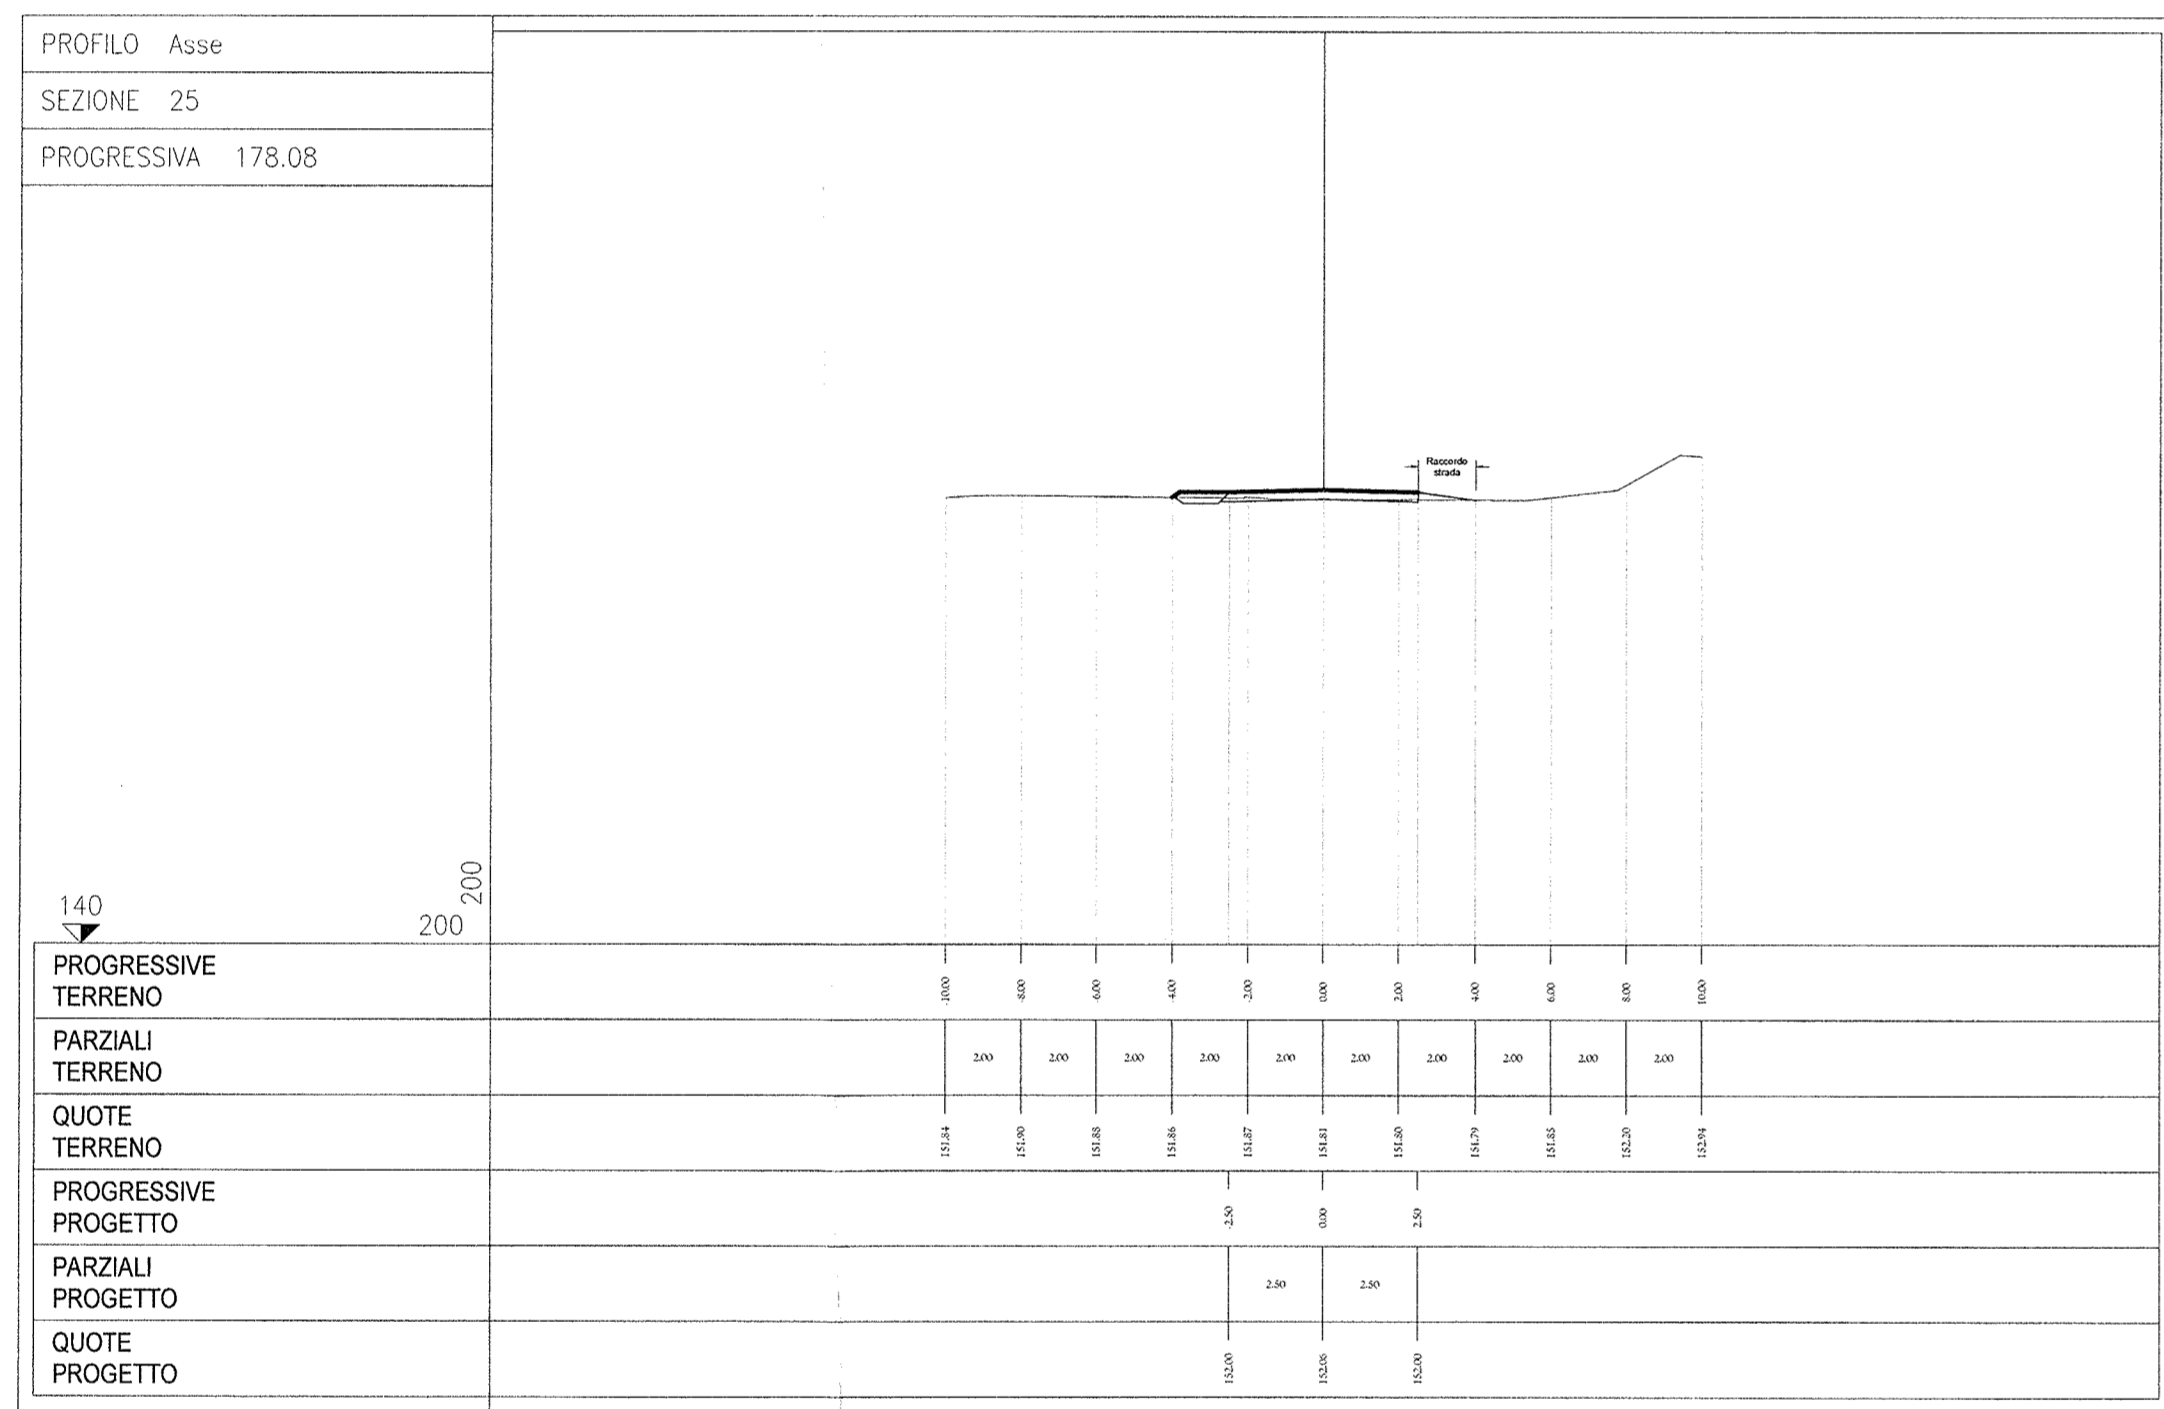 PROFILO Asse
SEZIONE 25
PROGRESSIVA 178.08
Raccordo
strada
140
200
200
PROGRESSIVE
TERRENO
-10.00 -8.00 -6.00 -4.00 -2.00 0.00 2.00 4.00 6.00 8.00 10.00
PARZIALI
TERRENO
2.00 2.00 2.00 2.00 2.00 2.00 2.00 2.00 2.00 2.00
QUOTE
TERRENO
151.84 151.90 151.88 151.86 151.87 151.81 151.80 151.79 151.85 152.20 152.94
PROGRESSIVE
PROGETTO
-2.50 0.00 2.50
PARZIALI
PROGETTO
2.50 2.50
QUOTE
PROGETTO
152.00 152.06 152.00